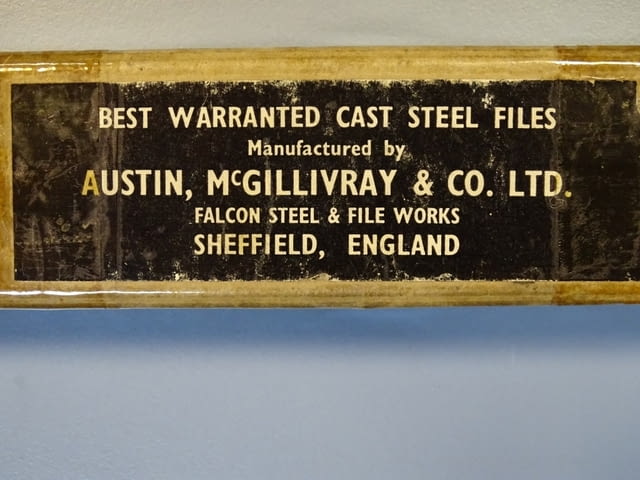 BEST WARRANTED CAST STEEL FILES
Manufactured by
AUSTIN, McGILLIVRAY & CO. LTD.
FALCON STEEL & FILE WORKS
SHEFFIELD, ENGLAND